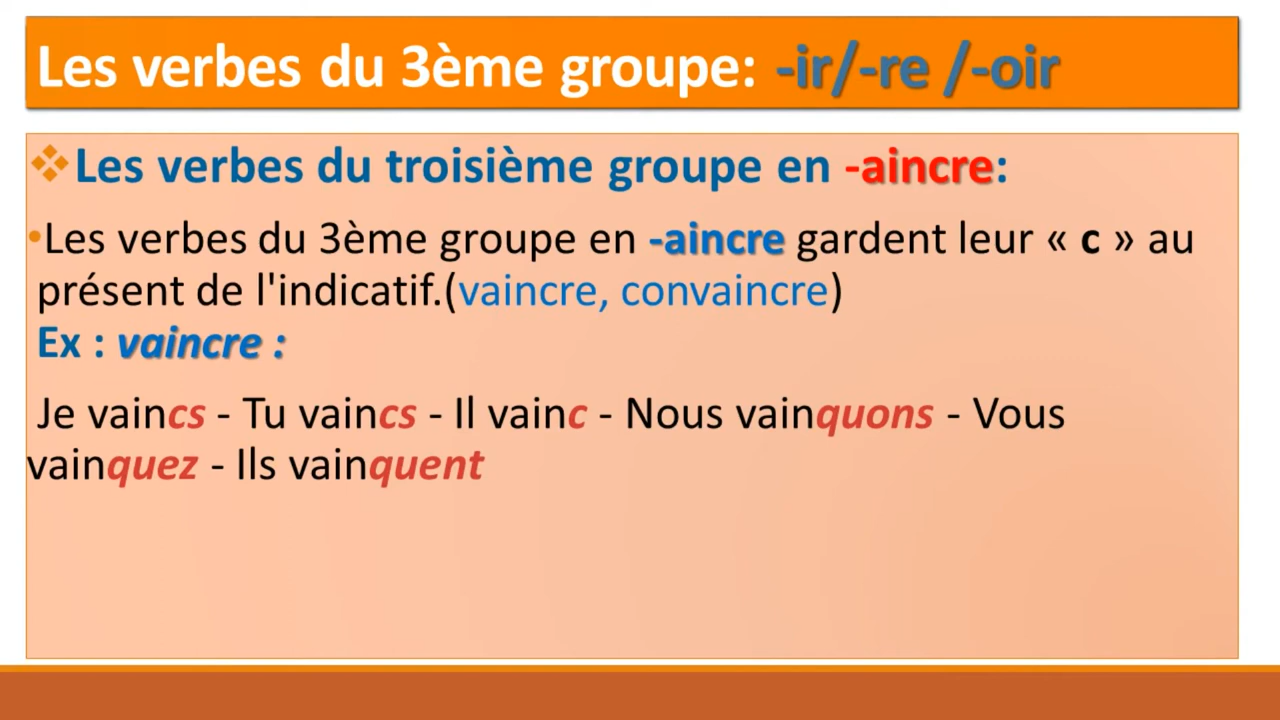 Les verbes du 3ème groupe: -ir/-re /-oir
❖Les verbes du troisième groupe en -aincre:
•Les verbes du 3ème groupe en -aincre gardent leur « c » au
présent de l'indicatif.(vaincre, convaincre)
Ex : vaincre :
Je vaincs - Tu vaincs - Il vainc - Nous vainquons - Vous
vainquez - Ils vainquent